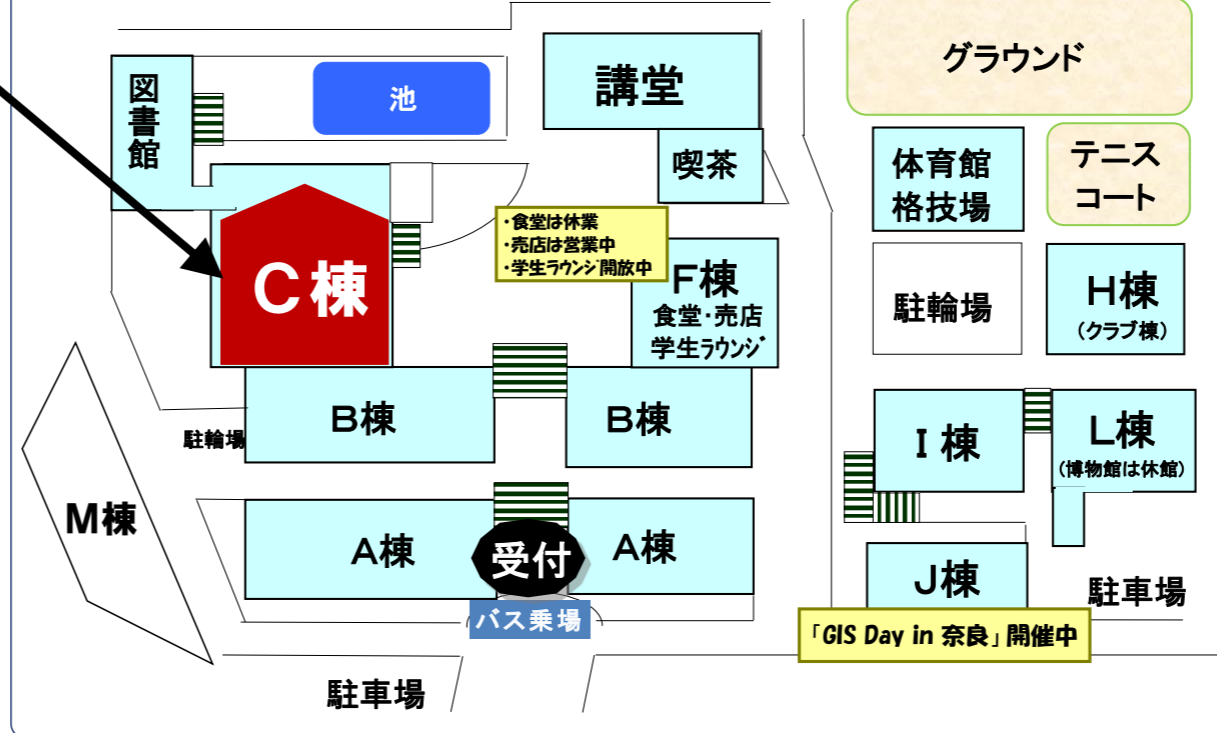 図書館
池
講堂
グラウンド
喫茶
体育館
格技場
テニス
コート
・食堂は休業
・売店は営業中
・学生ラウンジ開放中
C棟
F棟
食堂・売店
学生ラウンジ
駐輪場
H棟
(クラブ棟)
B棟
B棟
駐輪場
I棟
L棟
(博物館は休館)
M棟
A棟
受付
A棟
J棟
駐車場
バス乗場
「GIS Day in 奈良」開催中
駐車場